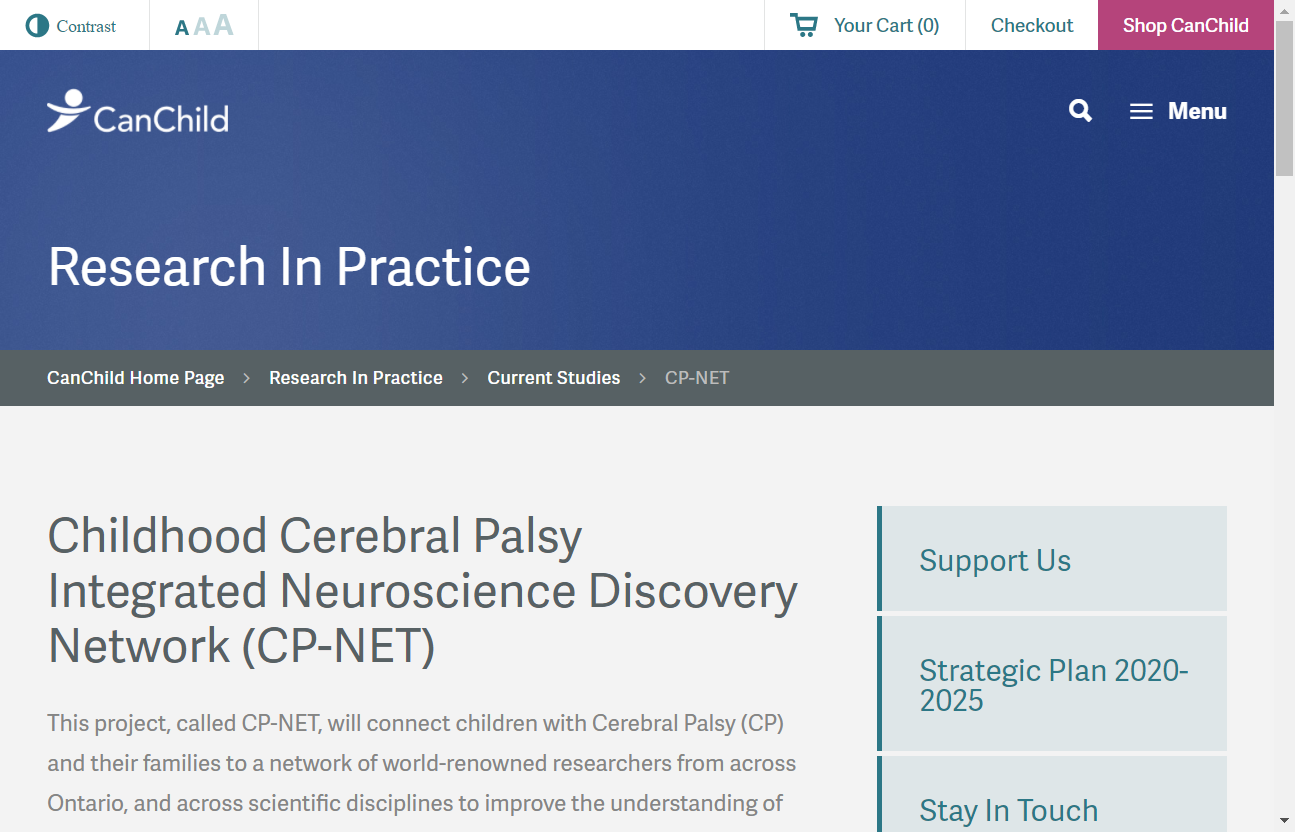 Contrast
A A A
Your Cart (0)
Checkout
Shop CanChild
CanChild
Menu
Research In Practice
CanChild Home Page > Research In Practice > Current Studies > CP-NET
Childhood Cerebral Palsy
Integrated Neuroscience Discovery
Network (CP-NET)
This project, called CP-NET, will connect children with Cerebral Palsy (CP)
and their families to a network of world-renowned researchers from across
Ontario, and across scientific disciplines to improve the understanding of
Support Us
Strategic Plan 2020-
2025
Stay In Touch